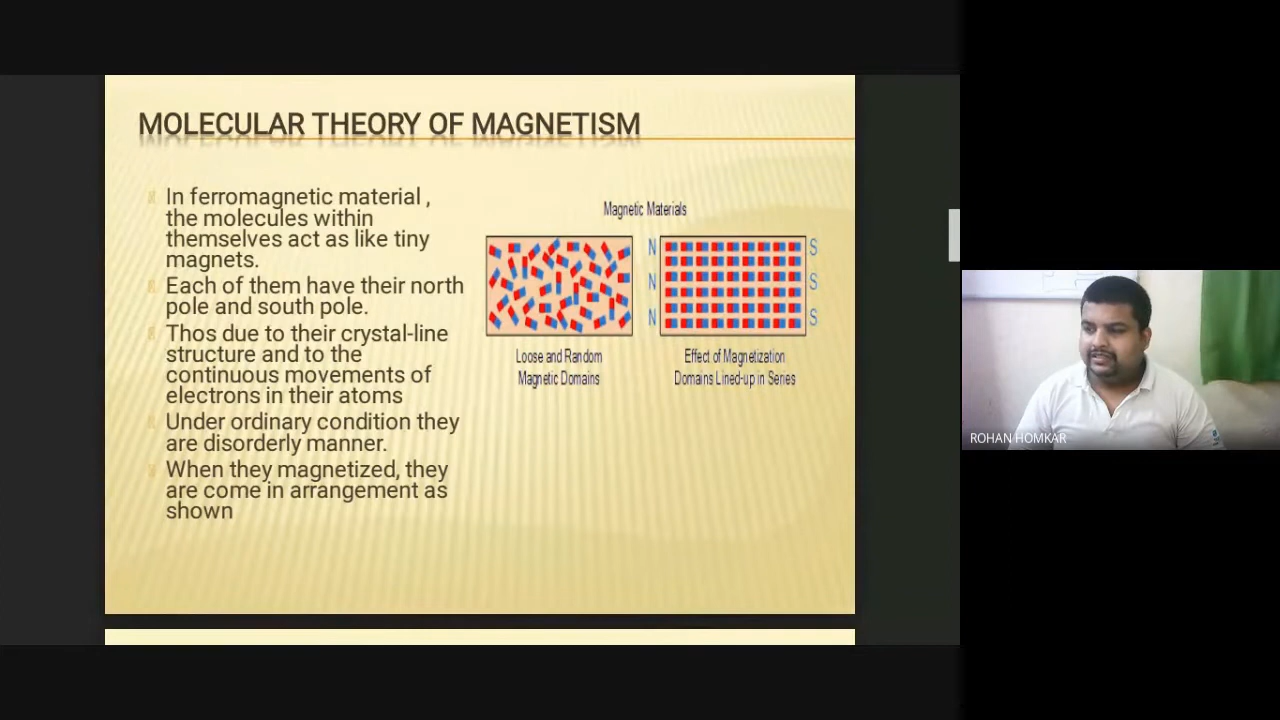 MOLECULAR THEORY OF MAGNETISM
In ferromagnetic material ,
the molecules within
themselves act as like tiny
magnets.
Each of them have their north
pole and south pole.
Thos due to their crystal-line
structure and to the
continuous movements of
electrons in their atoms
Under ordinary condition they
are disorderly manner.
When they magnetized, they
are come in arrangement as
shown
Magnetic Materials
N S
N S
N S
Loose and Random
Magnetic Domains
Effect of Magnetization
Domains Lined-up in Series
ROHAN HOMKAR